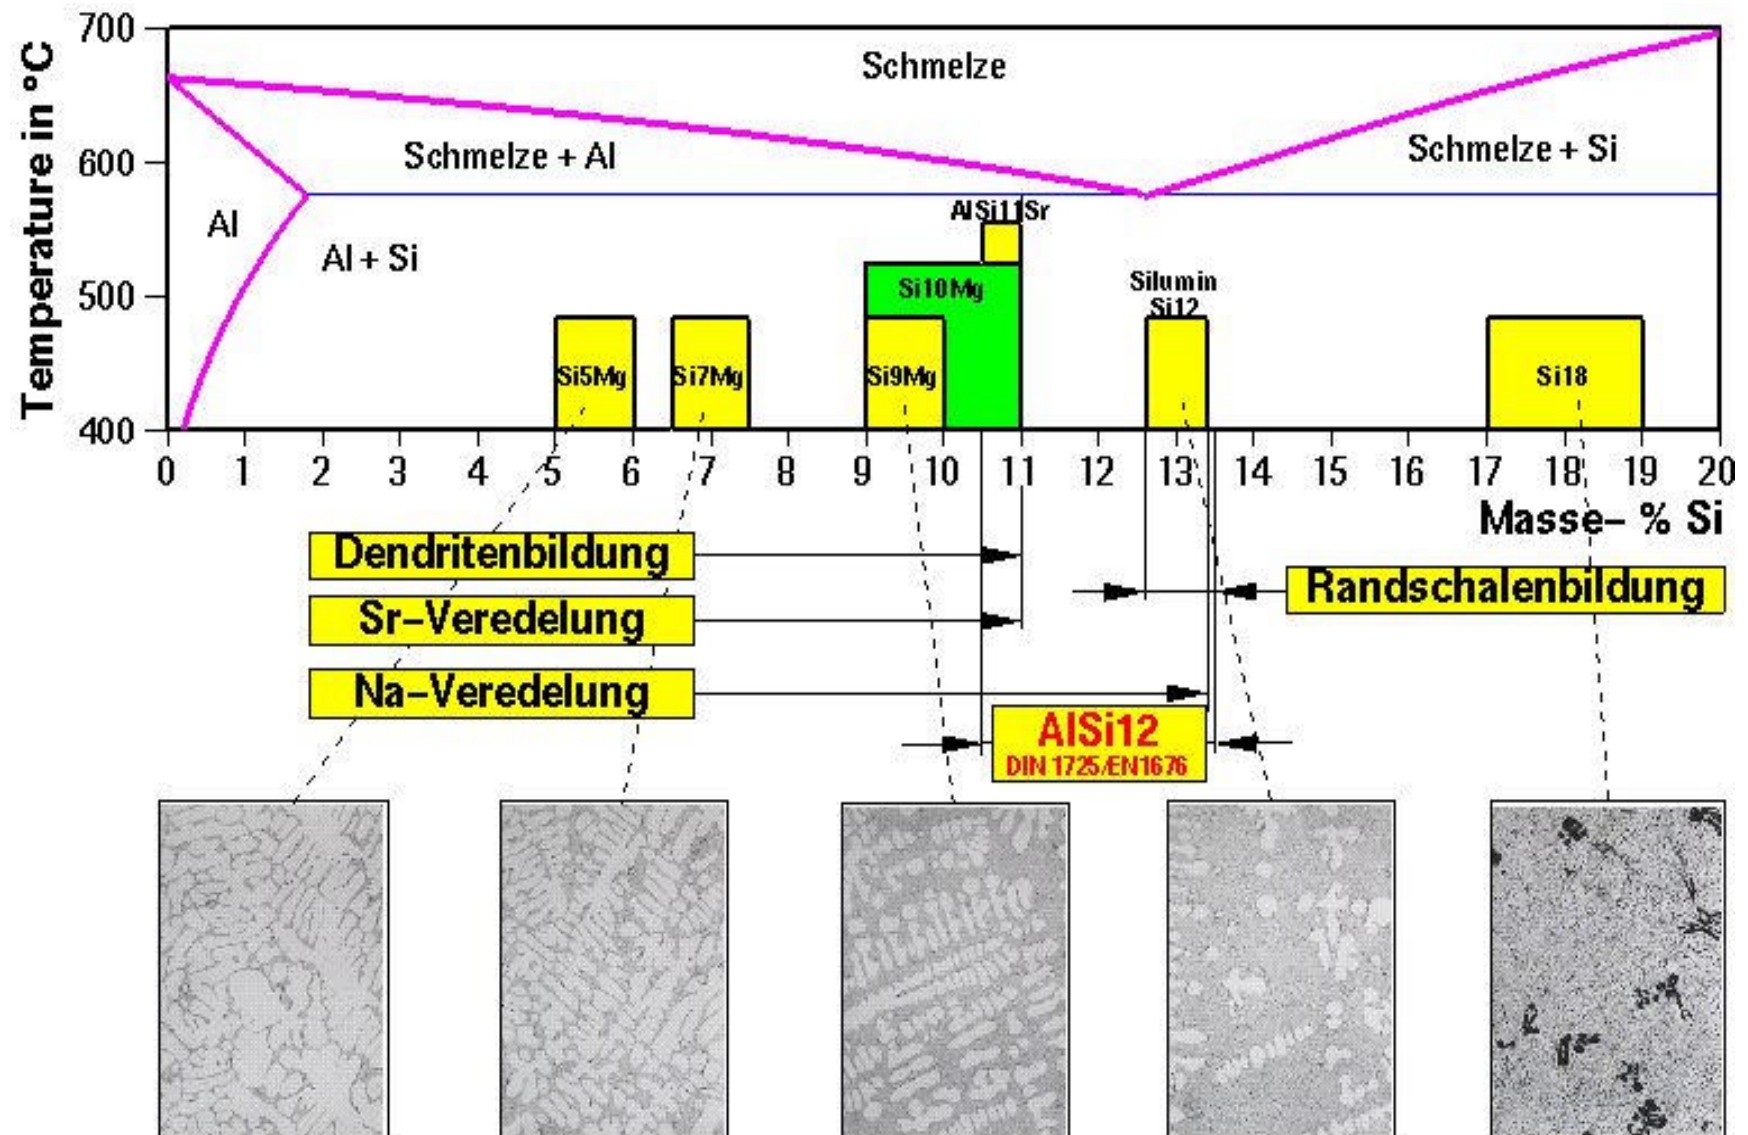 Temperature in °C
700
600
500
400
Schmelze
Schmelze + Al
Schmelze + Si
Al
Al + Si
AlSi11Sr
Si10Mg
Silumin
Si12
Si5Mg
Si7Mg
Si9Mg
Si18
0 1 2 3 4 5 6 7 8 9 10 11 12 13 14 15 16 17 18 19 20
Masse– % Si
Dendritenbildung
Randschalenbildung
Sr–Veredelung
Na–Veredelung
AlSi12
DIN 1725/EN1676